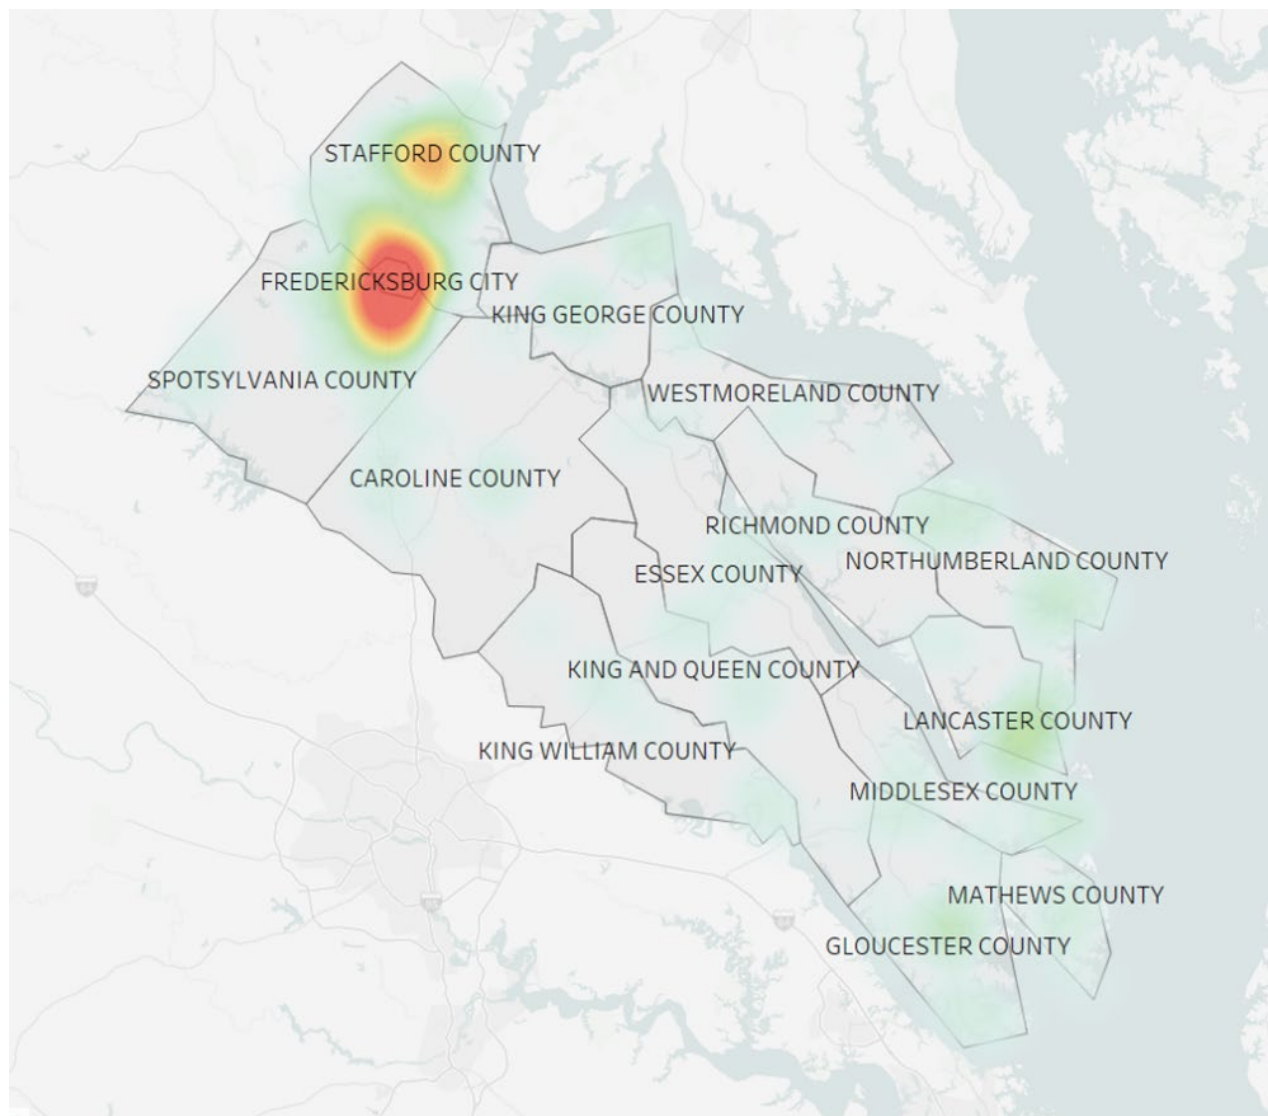 STAFFORD COUNTY
FREDERICKSBURG CITY
KING GEORGE COUNTY
SPOTSYLVANIA COUNTY
WESTMORELAND COUNTY
CAROLINE COUNTY
RICHMOND COUNTY
NORTHUMBERLAND COUNTY
ESSEX COUNTY
KING AND QUEEN COUNTY
LANCASTER COUNTY
KING WILLIAM COUNTY
MIDDLESEX COUNTY
MATHEWS COUNTY
GLOUCESTER COUNTY